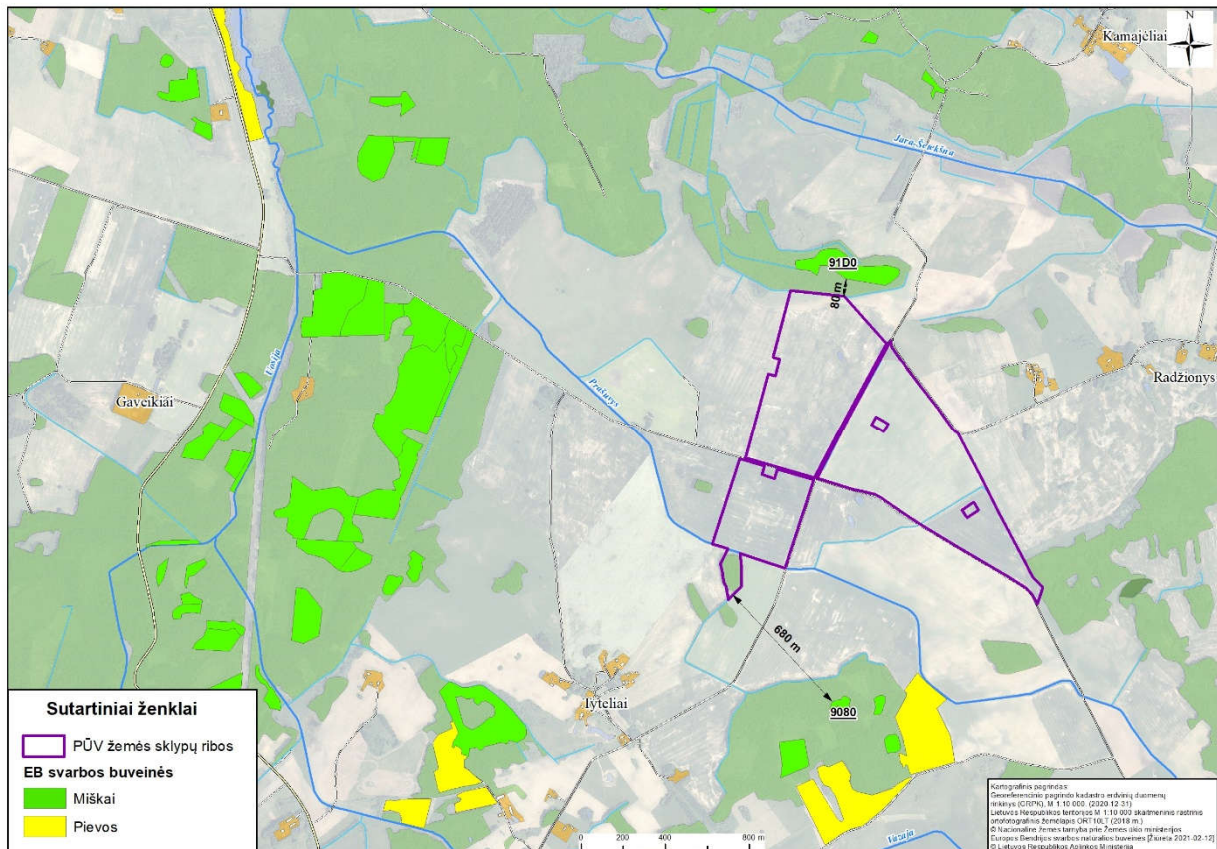 N
Kamajėliai
Jara-Šetekšna
91D0
80 m
Radžionys
Gaveikiai
Prašuvys
680 m
9080
Iyteliai
Sutartiniai ženklai
PŪV žemės sklypų ribos
EB svarbos buveinės
Miškai
Pievos
0 200 400 800 m
Kartografinis pagrindas:
Georeferencinio pagrindo kadastro erdvinių duomenų
rinkinys (GRPK), M 1:10 000. (2020-12-31)
Lietuvos Respublikos teritorijos M 1:10 000 skaitmeninis rastrinis
ortofotografinis žemėlapis ORT10LT (2018 m.)
© Nacionalinė žemės tarnyba prie Žemės ūkio ministerijos
Europos Bendrijos svarbos natūralios buveinės [Žiūrėta 2021-02-12]
© Lietuvos Respublikos Aplinkos Ministerija